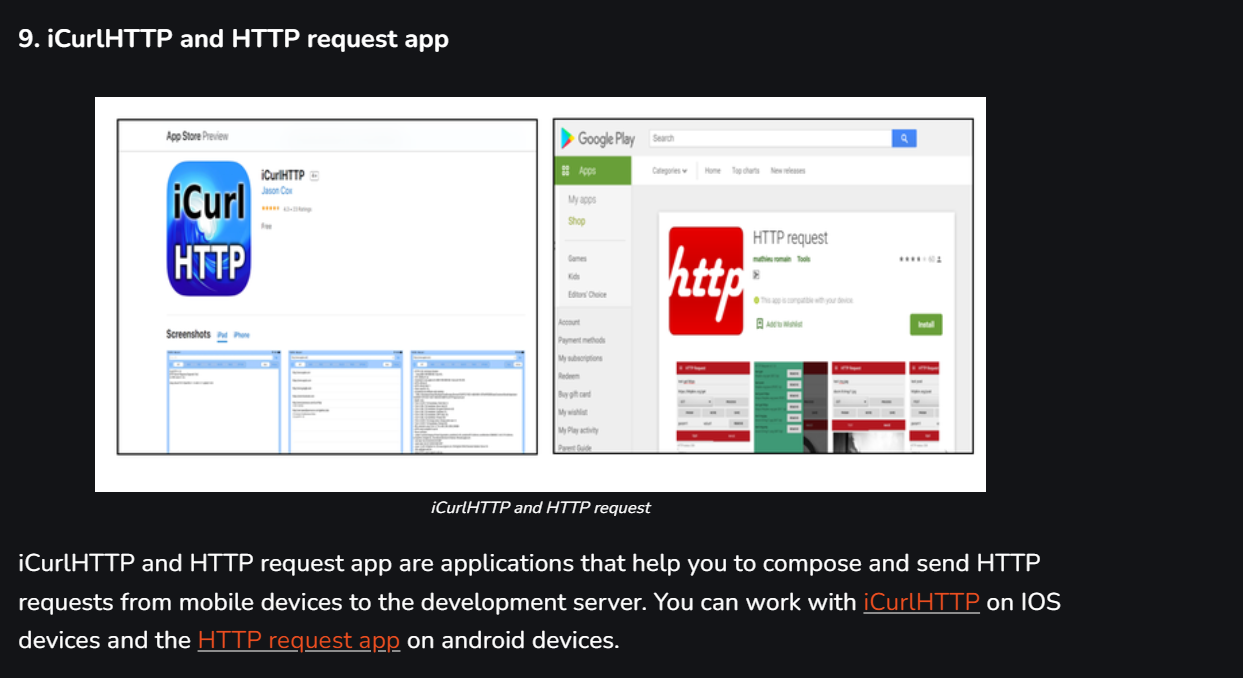 9. iCurlHTTP and HTTP request app
App Store Preview
iCurl
HTTP
iCurlHTTP 4+
Jason Cox
Free
Screenshots iPad iPhone
Google Play Search
Apps Categories Home Top charts New releases
My apps
Shop
Games
Kids
Editors' Choice
Account
Payment methods
My subscriptions
Redeem
Buy gift card
My wishlist
My Play activity
Parent Guide
http
HTTP request
mathieu romain Tools
This app is compatible with your device.
Add to Wishlist
Install
iCurlHTTP and HTTP request
iCurlHTTP and HTTP request app are applications that help you to compose and send HTTP
requests from mobile devices to the development server. You can work with iCurlHTTP on IOS
devices and the HTTP request app on android devices.